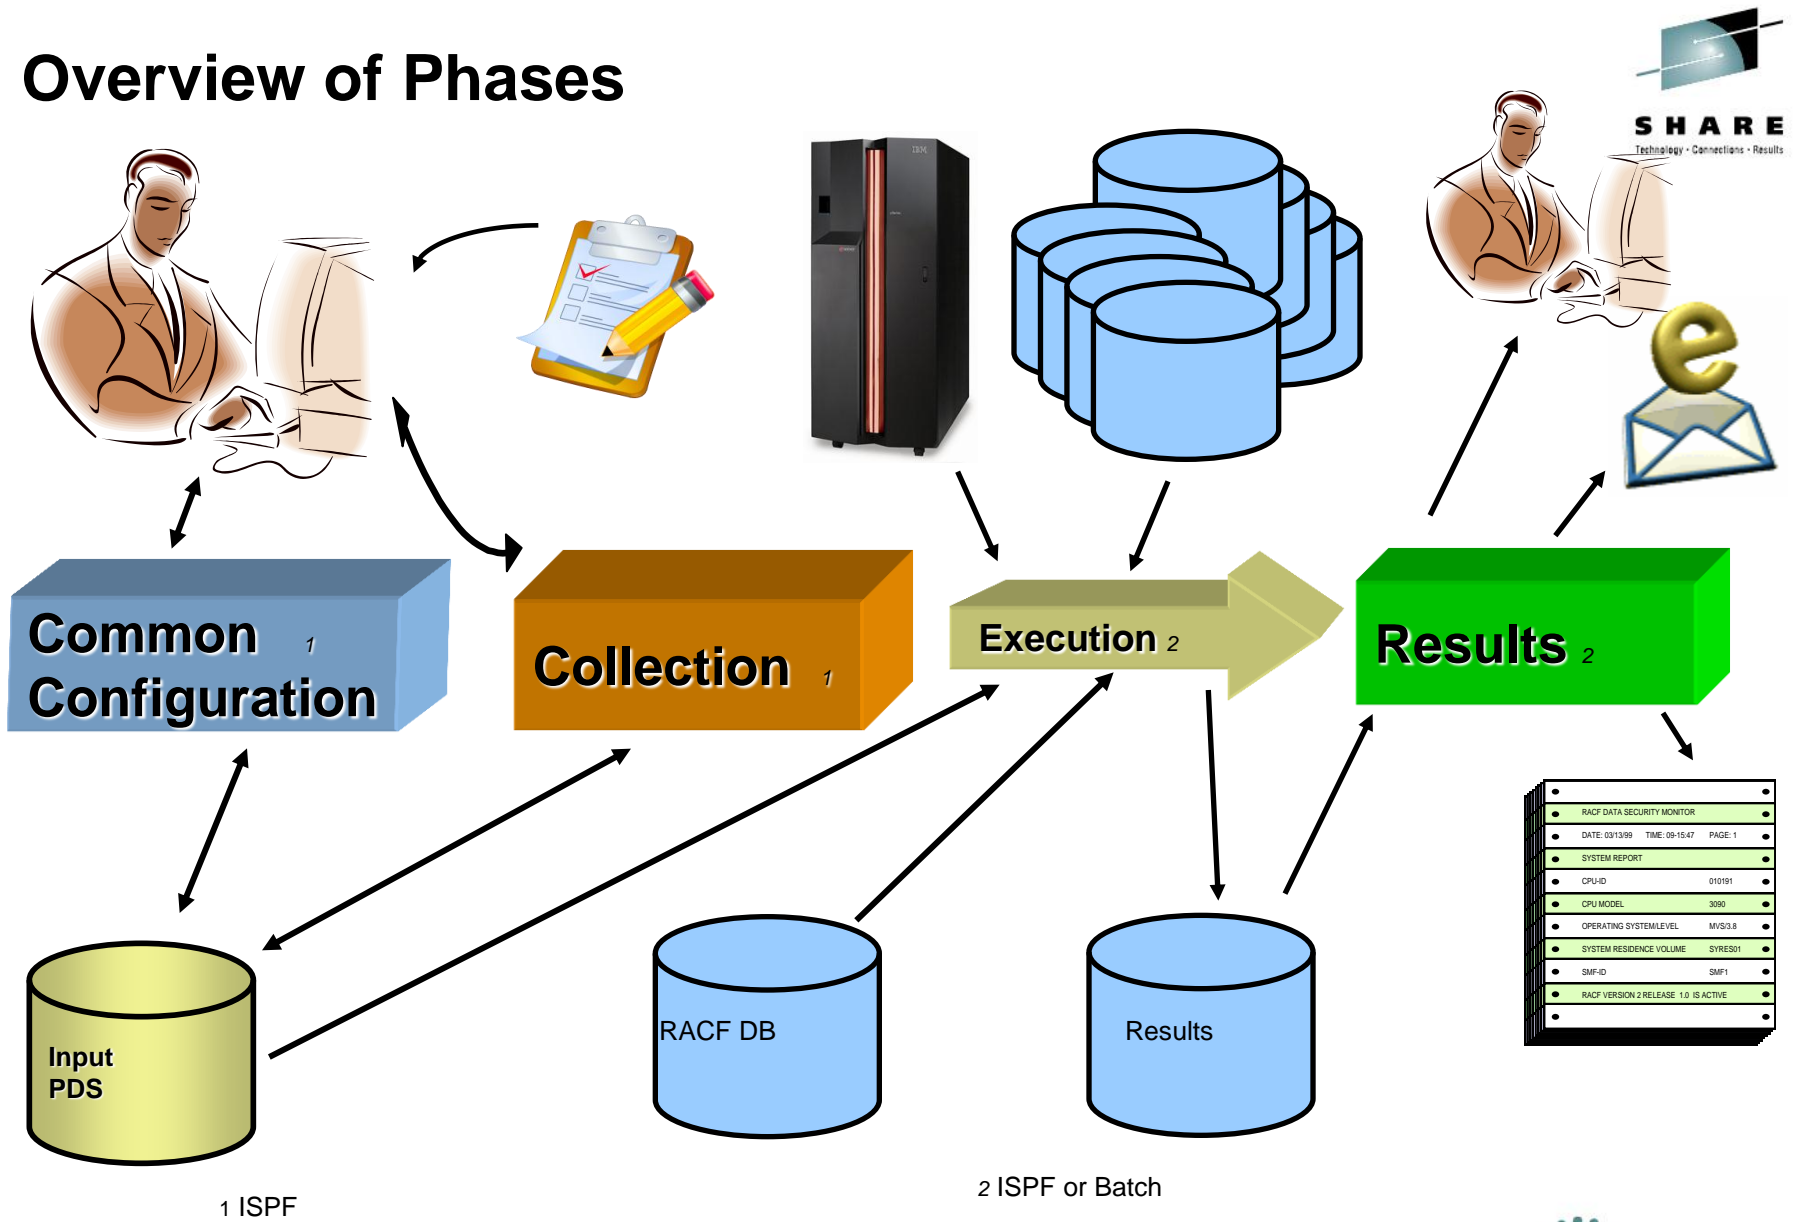 Overview of Phases
SHARE
Technology · Connections · Results
IBM
Common 1
Configuration
Collection 1
Execution 2
Results 2
RACF DATA SECURITY MONITOR
DATE: 03/13/99 TIME: 09-15:47 PAGE: 1
SYSTEM REPORT
CPU-ID 010191
CPU MODEL 3090
OPERATING SYSTEM/LEVEL MVS/3.8
SYSTEM RESIDENCE VOLUME SYRES01
SMF-ID SMF1
RACF VERSION 2 RELEASE 1.0 IS ACTIVE
Input
PDS
RACF DB
Results
1 ISPF
2 ISPF or Batch